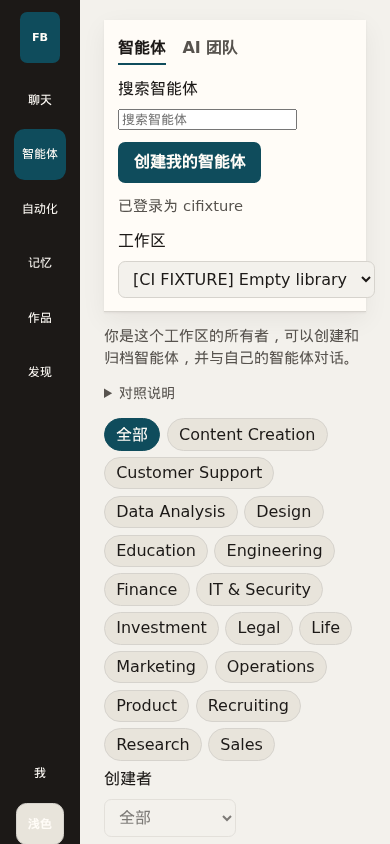 FB
聊天
智能体
自动化
记忆
作品
发现
我
浅色
智能体 AI 团队
搜索智能体
搜索智能体
创建我的智能体
已登录为 cifixture
工作区
[CI FIXTURE] Empty library
你是这个工作区的所有者，可以创建和
归档智能体，并与自己的智能体对话。
▶ 对照说明
全部 Content Creation
Customer Support
Data Analysis Design
Education Engineering
Finance IT & Security
Investment Legal Life
Marketing Operations
Product Recruiting
Research Sales
创建者
全部